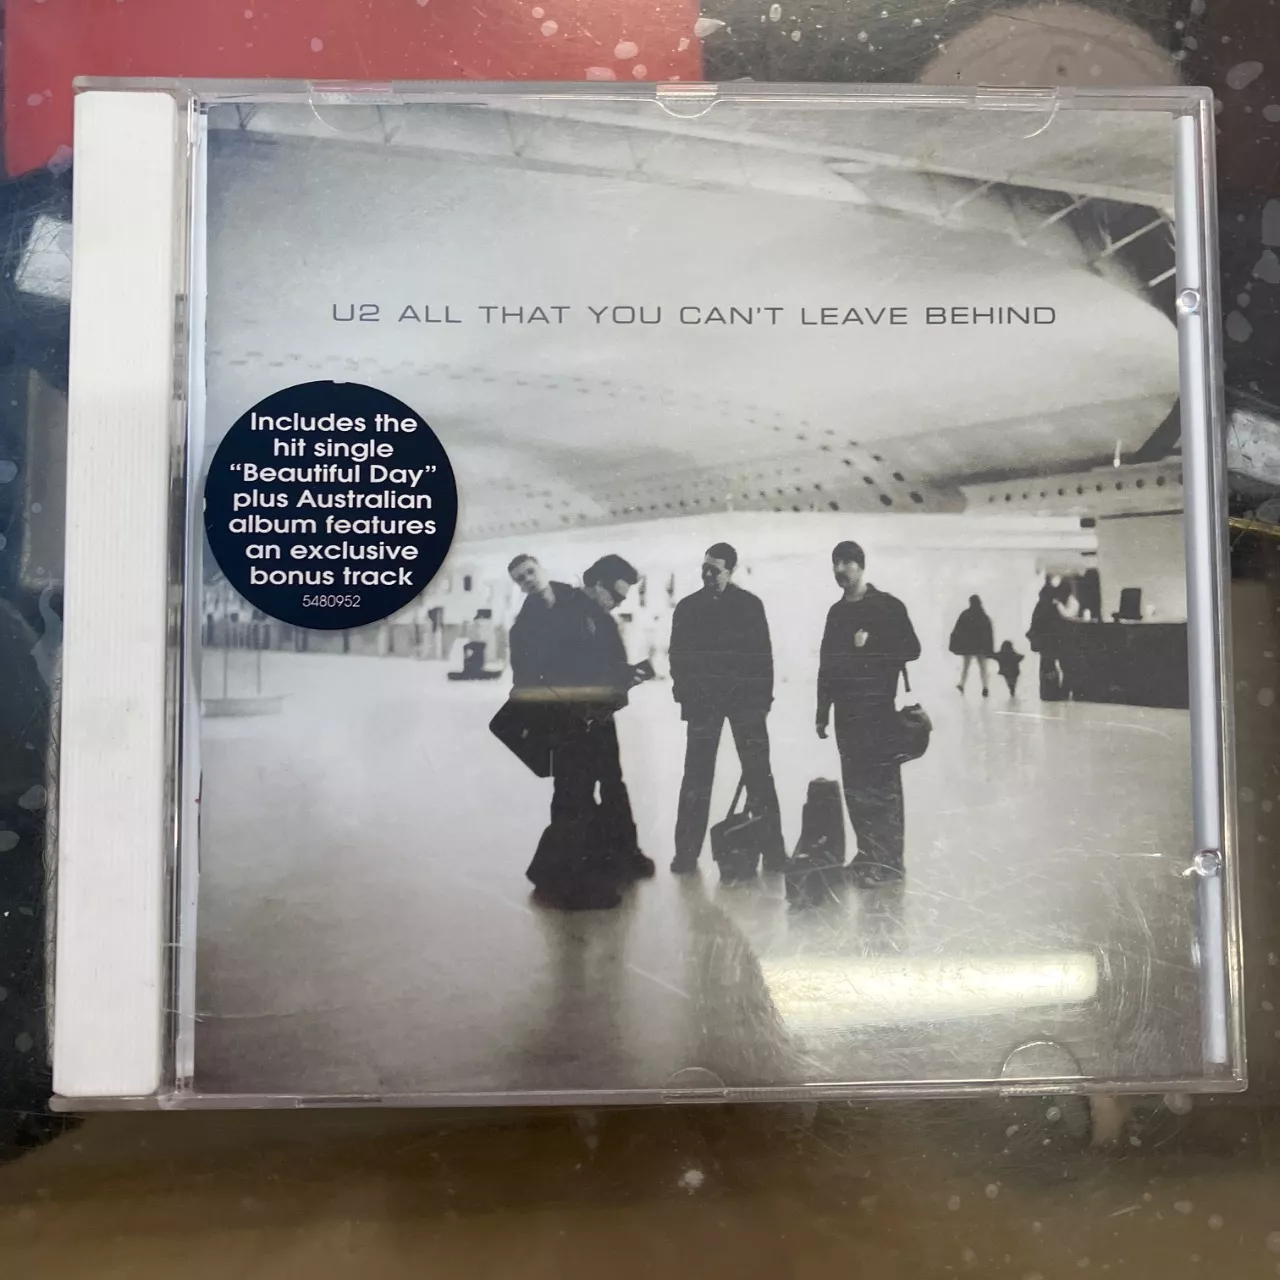 U2 ALL THAT YOU CAN'T LEAVE BEHIND
Includes the
hit single
“Beautiful Day”
plus Australian
album features
an exclusive
bonus track
5480952